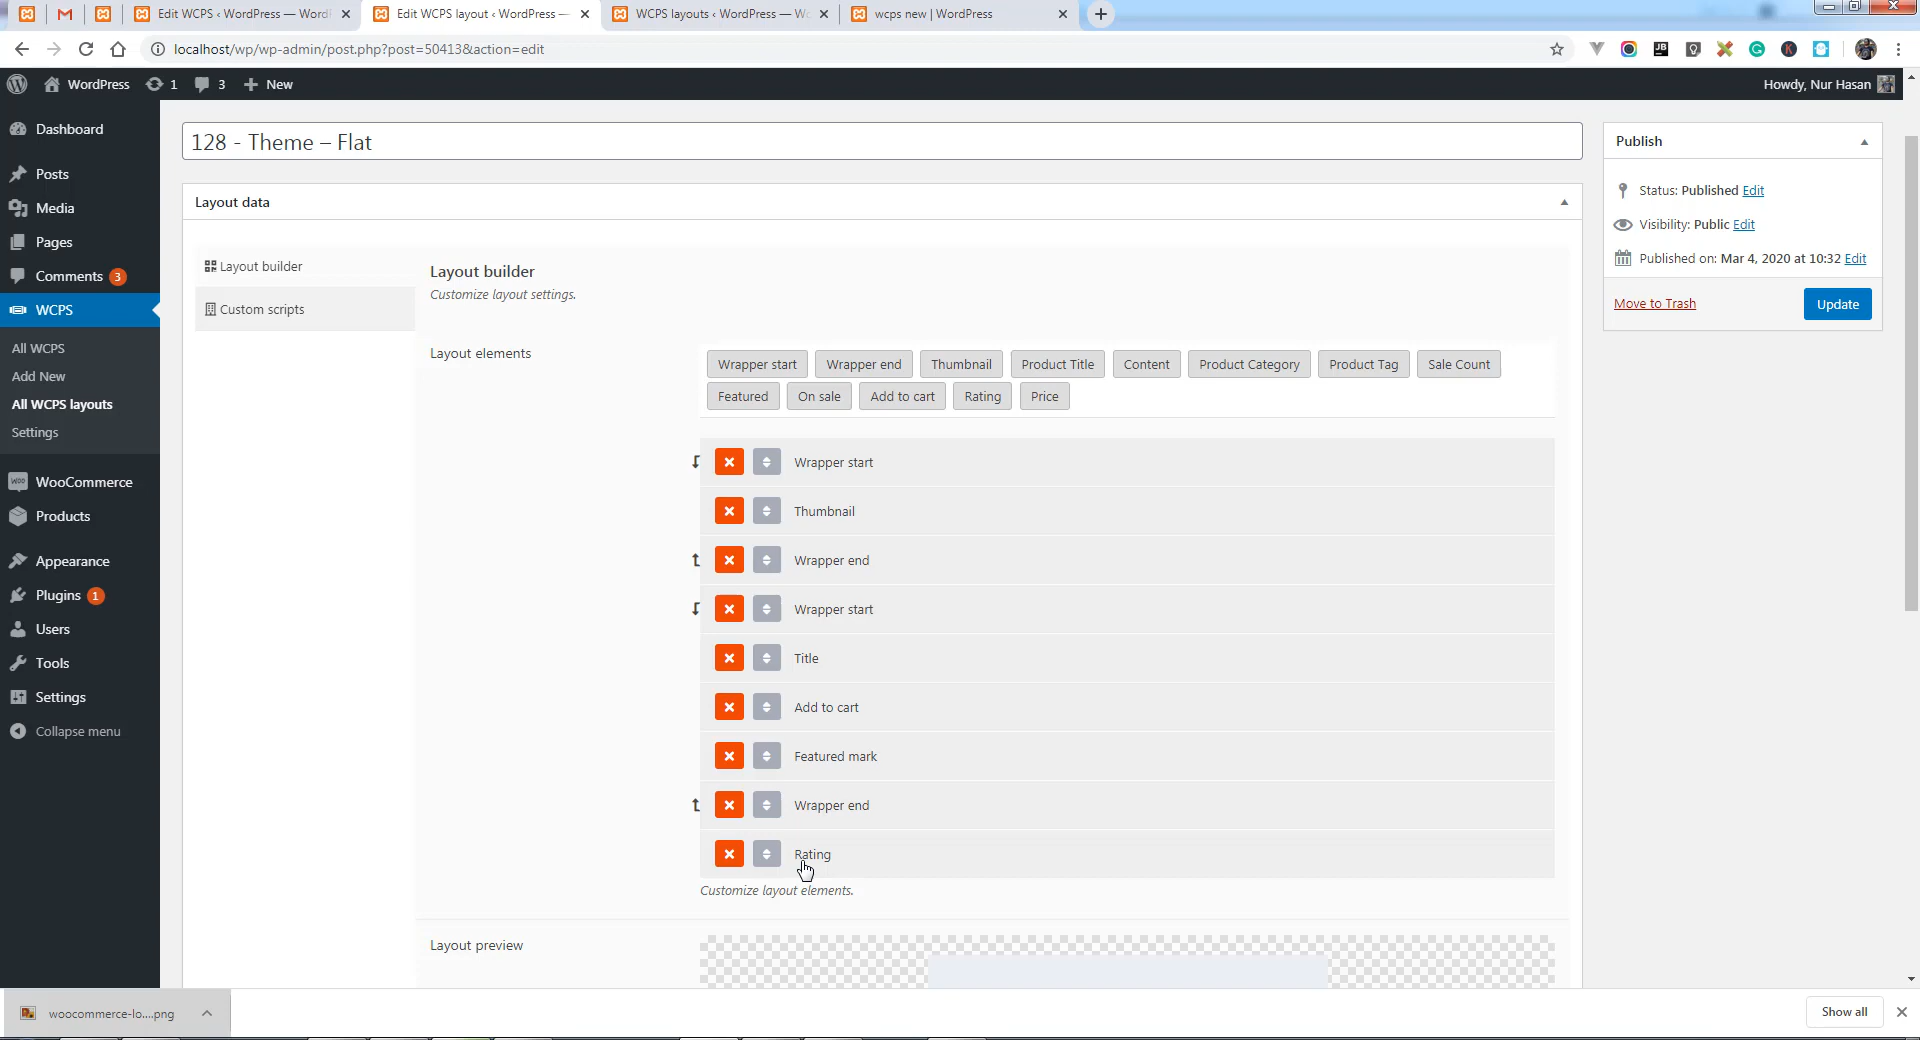 Edit WCPS ‹ WordPress — WordI
Edit WCPS layout ‹ WordPress —
WCPS layouts ‹ WordPress — Wc
wcps new | WordPress
localhost/wp/wp-admin/post.php?post=50413&action=edit
WordPress
1
3
New
Howdy, Nur Hasan
Dashboard
Posts
Media
Pages
Comments 3
WCPS
All WCPS
Add New
All WCPS layouts
Settings
WooCommerce
Products
Appearance
Plugins 1
Users
Tools
Settings
Collapse menu
128 - Theme – Flat
Layout data
Layout builder
Custom scripts
Layout builder
Customize layout settings.
Layout elements
Wrapper start Wrapper end Thumbnail Product Title Content Product Category Product Tag Sale Count
Featured On sale Add to cart Rating Price
Wrapper start
Thumbnail
Wrapper end
Wrapper start
Title
Add to cart
Featured mark
Wrapper end
Rating
Customize layout elements.
Layout preview
Publish
Status: Published Edit
Visibility: Public Edit
Published on: Mar 4, 2020 at 10:32 Edit
Move to Trash
Update
woocommerce-lo....png
Show all